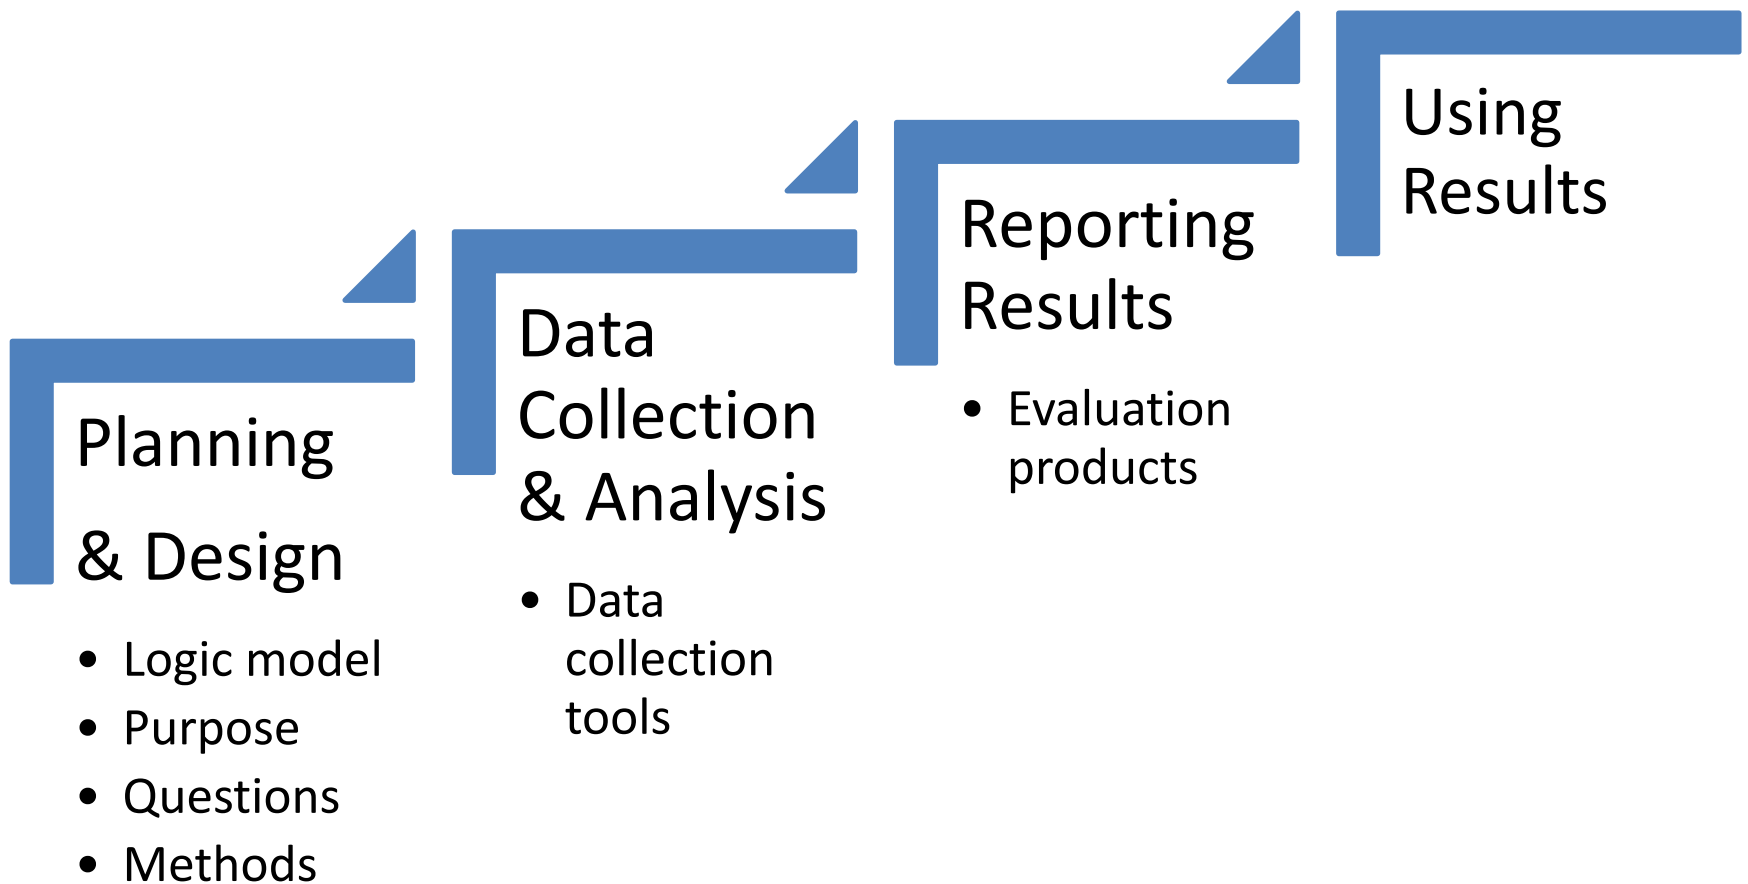 Planning
& Design
• Logic model
• Purpose
• Questions
• Methods
Data
Collection
& Analysis
• Data
collection
tools
Reporting
Results
• Evaluation
products
Using
Results